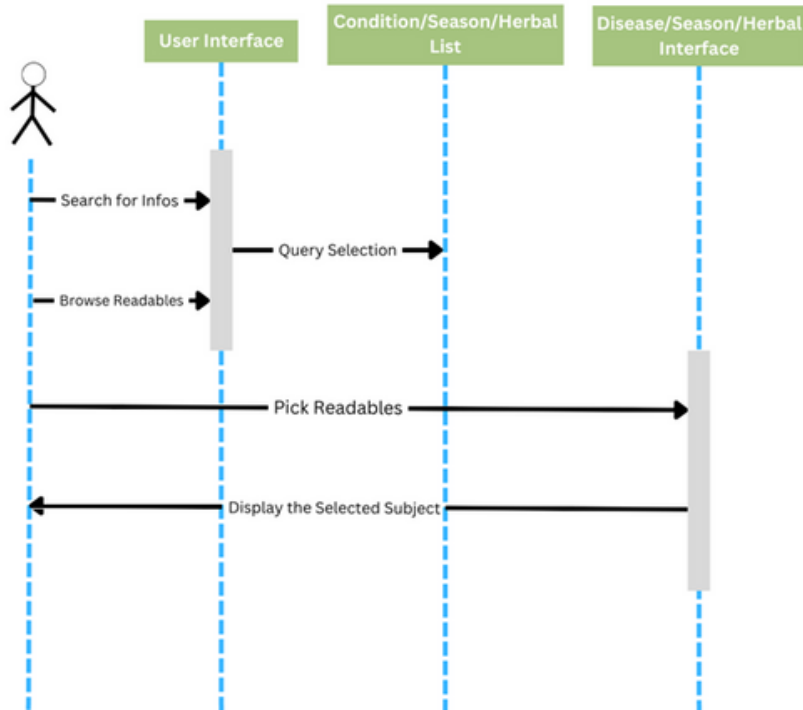 User Interface
Condition/Season/Herbal
List
Disease/Season/Herbal
Interface
Search for Infos
Query Selection
Browse Readables
Pick Readables
Display the Selected Subject